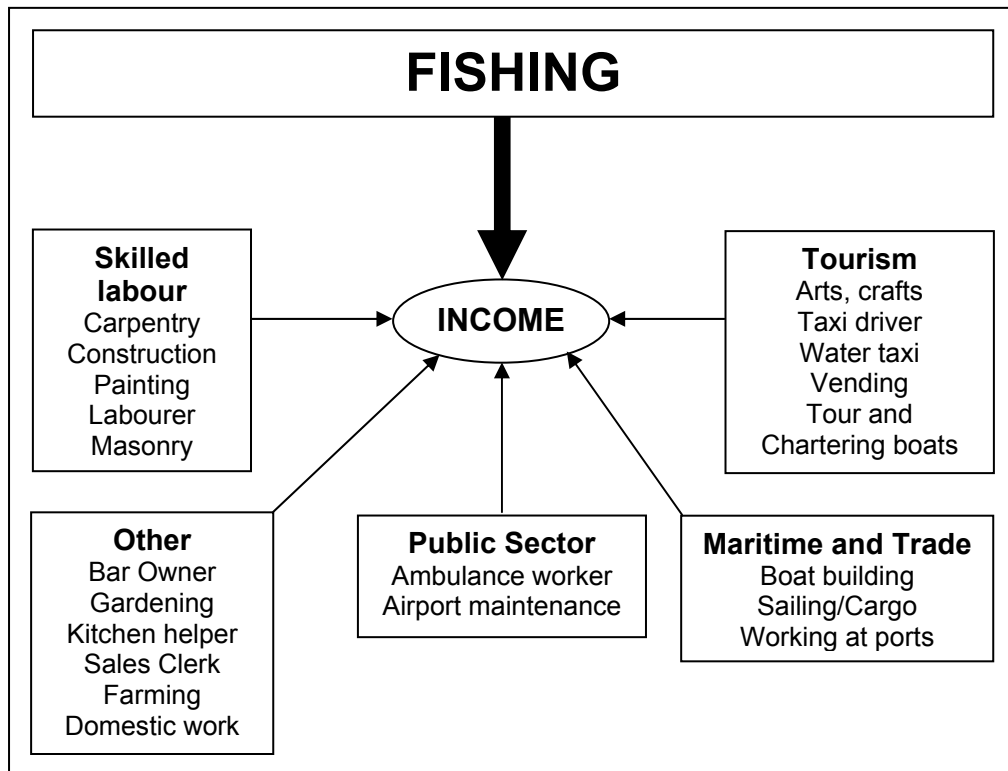 FISHING
INCOME
Skilled
labour
Carpentry
Construction
Painting
Labourer
Masonry
Tourism
Arts, crafts
Taxi driver
Water taxi
Vending
Tour and
Chartering boats
Other
Bar Owner
Gardening
Kitchen helper
Sales Clerk
Farming
Domestic work
Public Sector
Ambulance worker
Airport maintenance
Maritime and Trade
Boat building
Sailing/Cargo
Working at ports